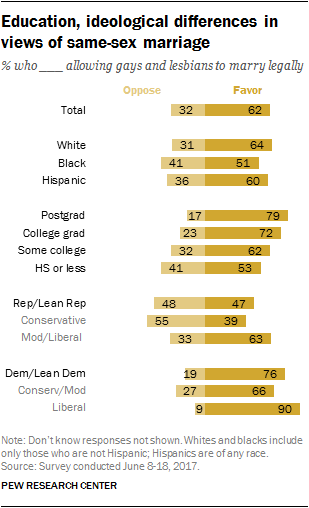 Education, ideological differences in
views of same-sex marriage
% who ___ allowing gays and lesbians to marry legally
Oppose Favor
Total 32 62
White 31 64
Black 41 51
Hispanic 36 60
Postgrad 17 79
College grad 23 72
Some college 32 62
HS or less 41 53
Rep/Lean Rep 48 47
Conservative 55 39
Mod/Liberal 33 63
Dem/Lean Dem 19 76
Conserv/Mod 27 66
Liberal 9 90
Note: Don't know responses not shown. Whites and blacks include
only those who are not Hispanic; Hispanics are of any race.
Source: Survey conducted June 8-18, 2017.
PEW RESEARCH CENTER